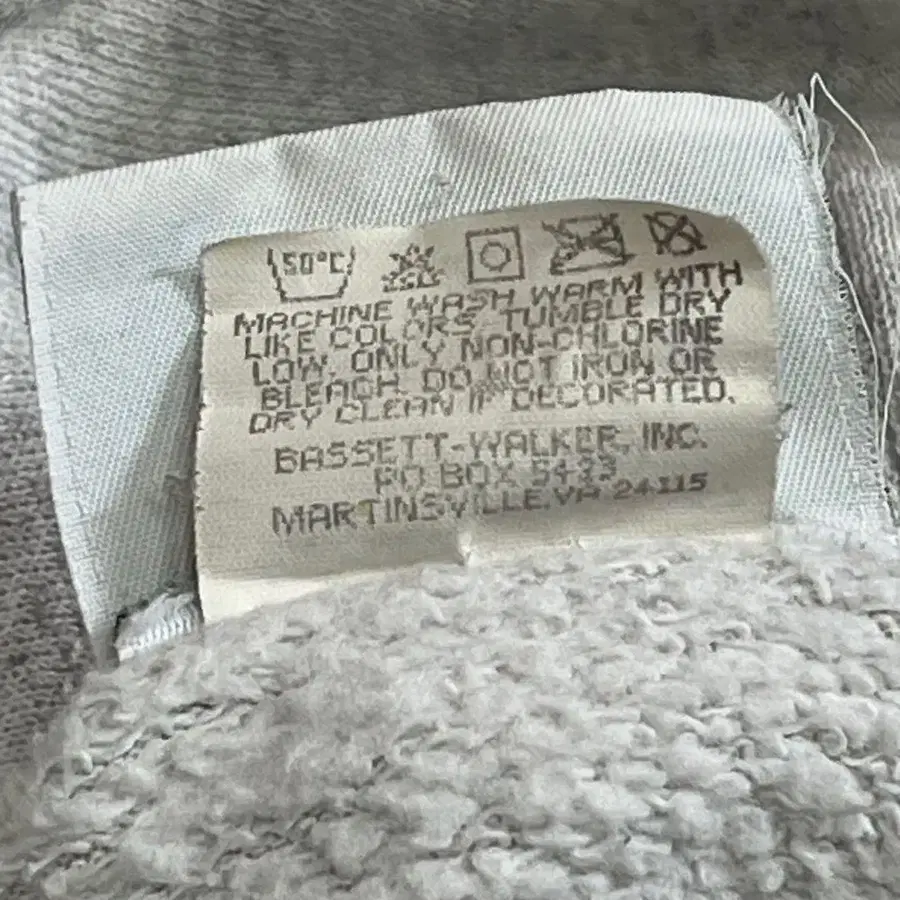 50°C
MACHINE WASH WARM WITH
LIKE COLORS. TUMBLE DRY
LOW, ONLY NON-CHLORINE
BLEACH. DO NOT IRON OR
DRY CLEAN IF DECORATED.
BASSETT-WALKER, INC.
PO BOX 5423
MARTINSVILLE, VA 24115